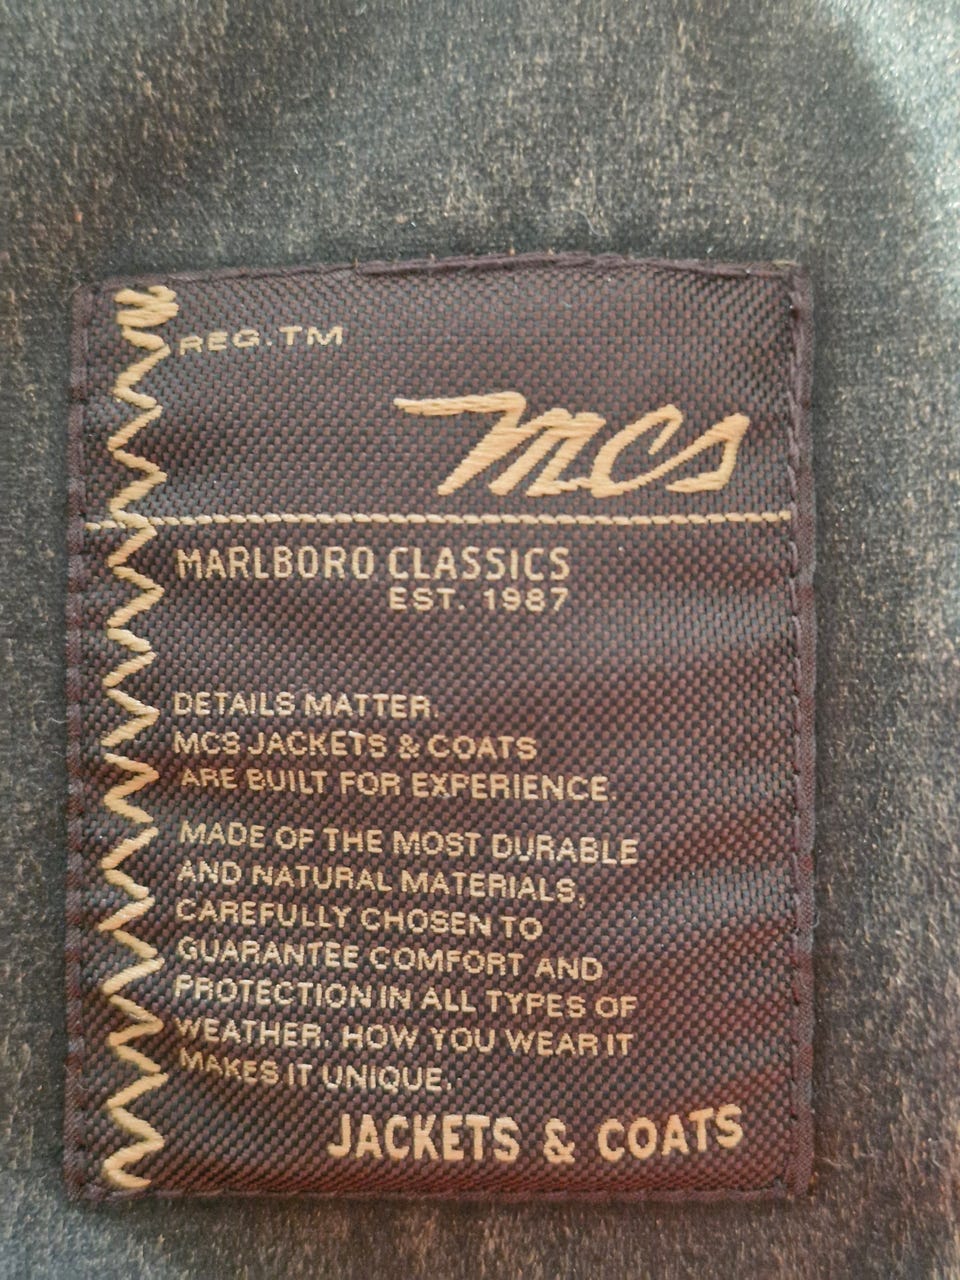 REG.TM
mcs
MARLBORO CLASSICS
EST. 1987
DETAILS MATTER.
MCS JACKETS & COATS
ARE BUILT FOR EXPERIENCE.
MADE OF THE MOST DURABLE
AND NATURAL MATERIALS,
CAREFULLY CHOSEN TO
GUARANTEE COMFORT AND
PROTECTION IN ALL TYPES OF
WEATHER. HOW YOU WEAR IT
MAKES IT UNIQUE.
JACKETS & COATS